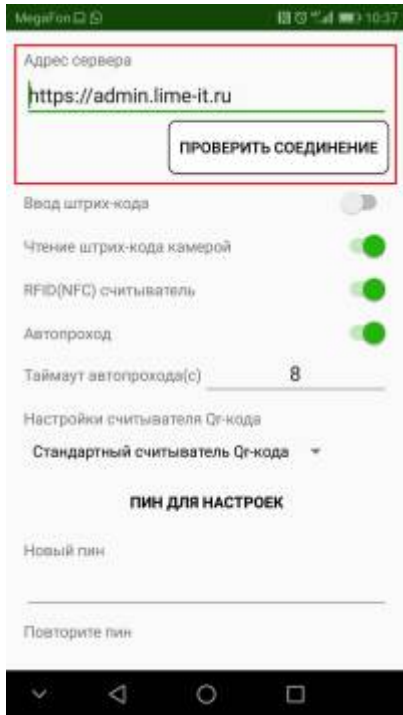 MegaFon 10:37
Адрес сервера
https://admin.lime-it.ru
ПРОВЕРИТЬ СОЕДИНЕНИЕ
Ввод штрих-кода
Чтение штрих-кода камерой
RFID(NFC) считыватель
Автопроход
Таймаут автопрохода(с) 8
Настройки считывателя Qr-кода
Стандартный считыватель Qr-кода
ПИН ДЛЯ НАСТРОЕК
Новый пин
Повторите пин